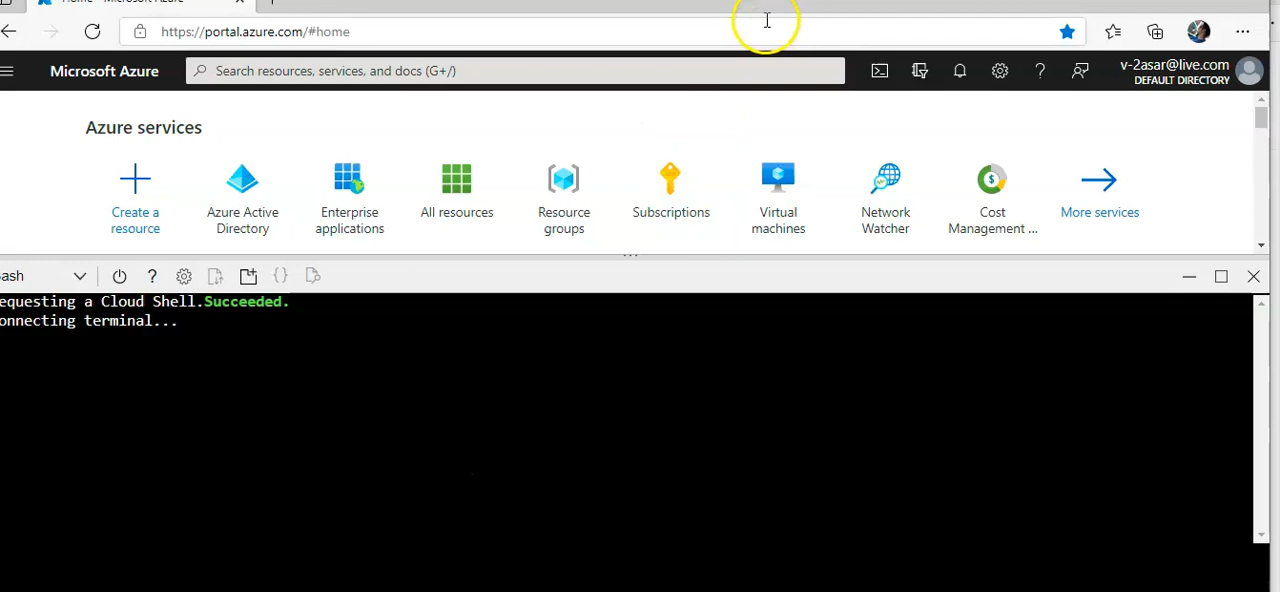 https://portal.azure.com/#home
Microsoft Azure
Search resources, services, and docs (G+/)
v-2asar@live.com
DEFAULT DIRECTORY
Azure services
Create a resource
Azure Active Directory
Enterprise applications
All resources
Resource groups
Subscriptions
Virtual machines
Network Watcher
Cost Management ...
More services
ash
equesting a Cloud Shell.Succeeded.
onnecting terminal...